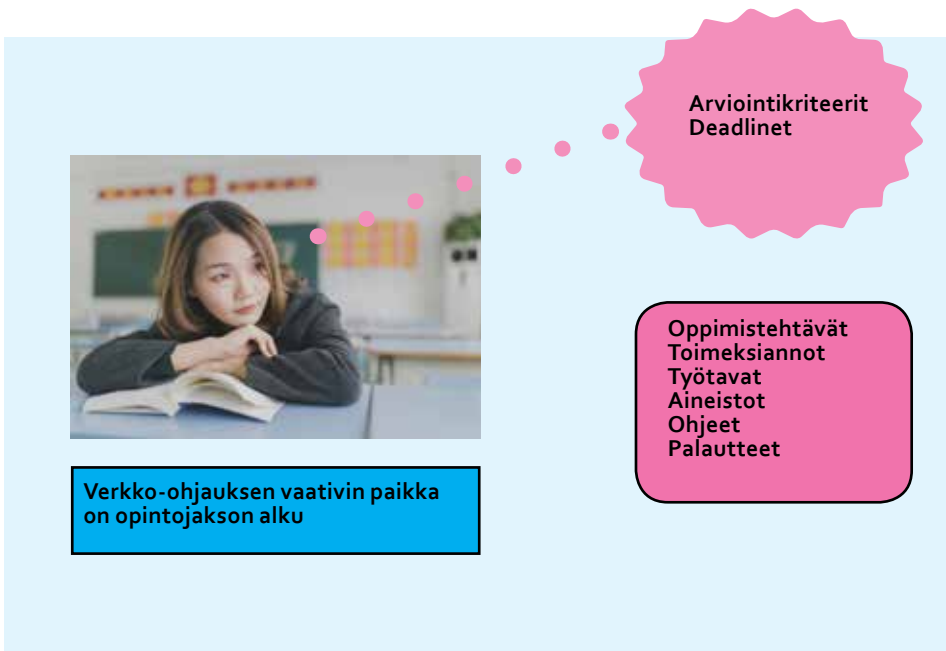 Arviointikriteerit
Deadlinet
Oppimistehtävät
Toimeksiannot
Työtavat
Aineistot
Ohjeet
Palautteet
Verkko-ohjauksen vaativin paikka
on opintojakson alku